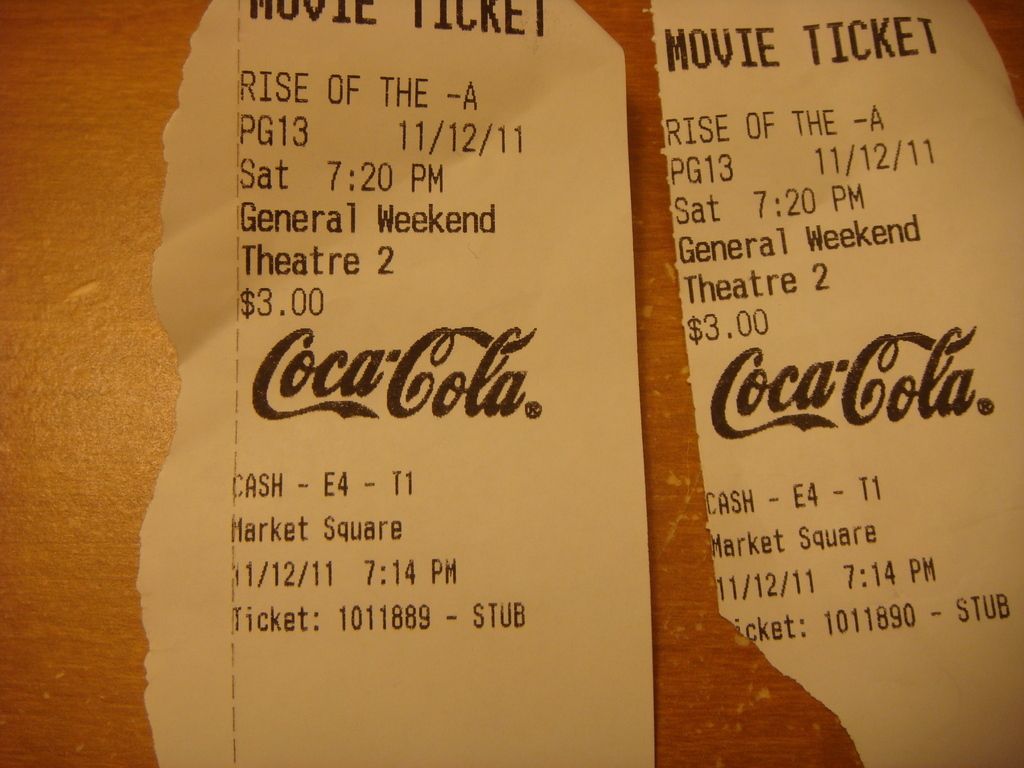 MOVIE TICKET
RISE OF THE -A
PG13 11/12/11
Sat 7:20 PM
General Weekend
Theatre 2
$3.00
Coca-Cola®
CASH - E4 - T1
Market Square
11/12/11 7:14 PM
Ticket: 1011889 - STUB
MOVIE TICKET
RISE OF THE -A
PG13 11/12/11
Sat 7:20 PM
General Weekend
Theatre 2
$3.00
Coca-Cola®
CASH - E4 - T1
Market Square
11/12/11 7:14 PM
icket: 1011890 - STUB